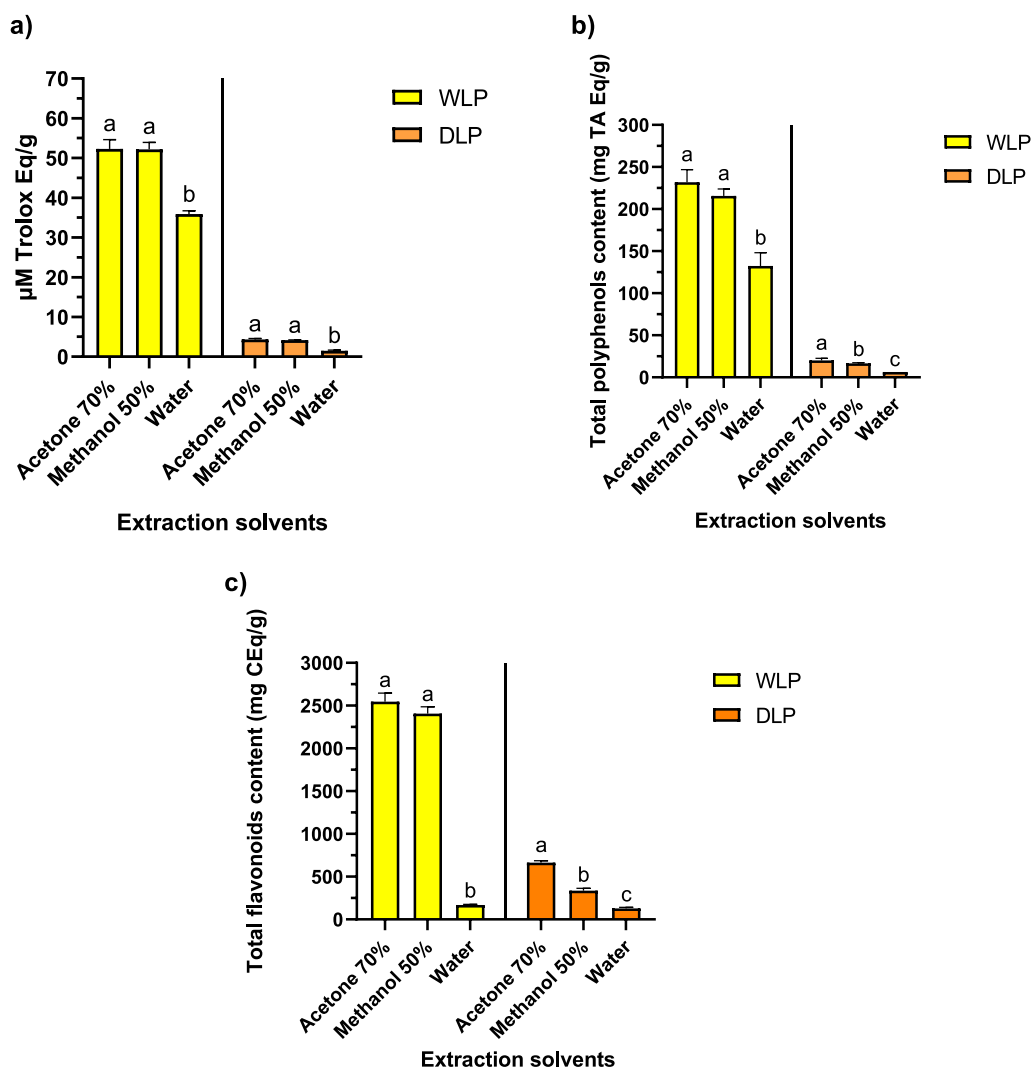 a)
µM Trolox Eq/g
70
60
50
40
30
20
10
0
a
a
b
a
a
b
Acetone 70%
Methanol 50%
Water
Acetone 70%
Methanol 50%
Water
Extraction solvents
WLP
DLP
b)
Total polyphenols content (mg TA Eq/g)
300
250
200
150
100
50
25
0
a
a
b
a
b
c
Acetone 70%
Methanol 50%
Water
Acetone 70%
Methanol 50%
Water
Extraction solvents
WLP
DLP
c)
Total flavonoids content (mg CEq/g)
3000
2500
2000
1500
1000
500
0
a
a
b
a
b
c
Acetone 70%
Methanol 50%
Water
Acetone 70%
Methanol 50%
Water
Extraction solvents
WLP
DLP